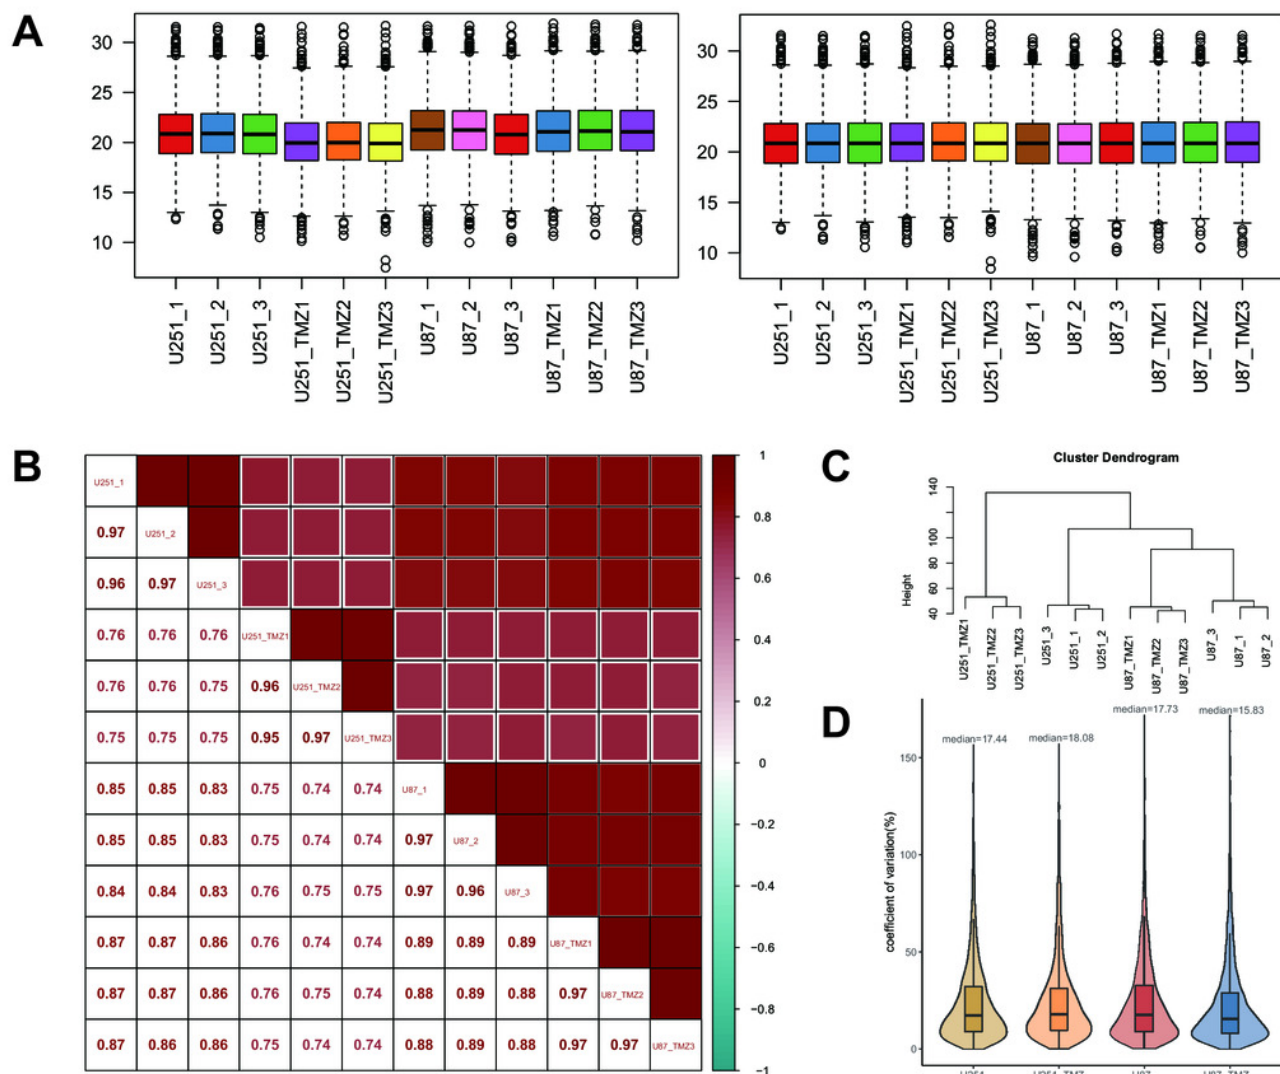 A
30
25
20
15
10
U251_1
U251_2
U251_3
U251_TMZ1
U251_TMZ2
U251_TMZ3
U87_1
U87_2
U87_3
U87_TMZ1
U87_TMZ2
U87_TMZ3
30
25
20
15
10
U251_1
U251_2
U251_3
U251_TMZ1
U251_TMZ2
U251_TMZ3
U87_1
U87_2
U87_3
U87_TMZ1
U87_TMZ2
U87_TMZ3
B
U251_1
0.97 U251_2
0.96 0.97 U251_3
0.76 0.76 0.76 U251_TMZ1
0.76 0.76 0.75 0.96 U251_TMZ2
0.75 0.75 0.75 0.95 0.97 U251_TMZ3
0.85 0.85 0.83 0.75 0.74 0.74 U87_1
0.85 0.85 0.83 0.75 0.74 0.74 0.97 U87_2
0.84 0.84 0.83 0.76 0.75 0.75 0.97 0.96 U87_3
0.87 0.87 0.86 0.76 0.74 0.74 0.89 0.89 0.89 U87_TMZ1
0.87 0.87 0.86 0.76 0.75 0.74 0.88 0.89 0.88 0.97 U87_TMZ2
0.87 0.86 0.86 0.75 0.74 0.74 0.88 0.89 0.88 0.97 0.97 U87_TMZ3
1
0.8
0.6
0.4
0.2
0
−0.2
−0.4
−0.6
−0.8
−1
C
Cluster Dendrogram
Height
140
100
80
60
40
U251_TMZ1
U251_TMZ2
U251_TMZ3
U251_3
U251_1
U251_2
U87_TMZ1
U87_TMZ2
U87_TMZ3
U87_3
U87_1
U87_2
D
median=17.44
median=18.08
median=17.73
median=15.83
coefficient of variation(%)
150
100
50
0
U251
U251_TMZ
U87
U87_TMZ